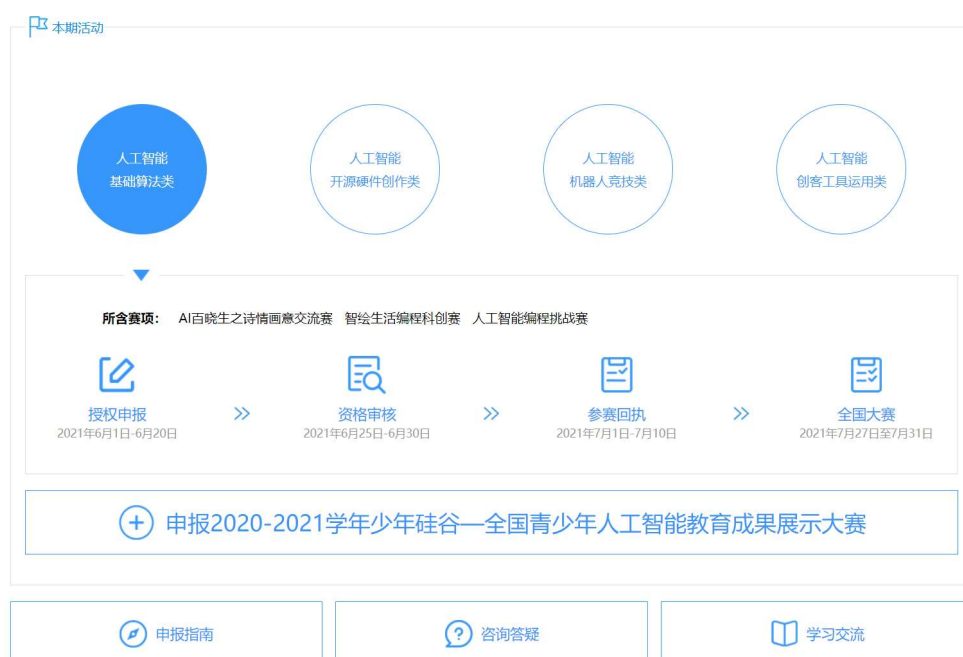 本期活动
人工智能
基础算法类
人工智能
开源硬件创作类
人工智能
机器人竞技类
人工智能
创客工具运用类
所含赛项： AI百晓生之诗情画意交流赛 智绘生活编程科创赛 人工智能编程挑战赛
授权申报
2021年6月1日-6月20日
资格审核
2021年6月25日-6月30日
参赛回执
2021年7月1日-7月10日
全国大赛
2021年7月27日至7月31日
申报2020-2021学年少年硅谷—全国青少年人工智能教育成果展示大赛
申报指南
咨询答疑
学习交流